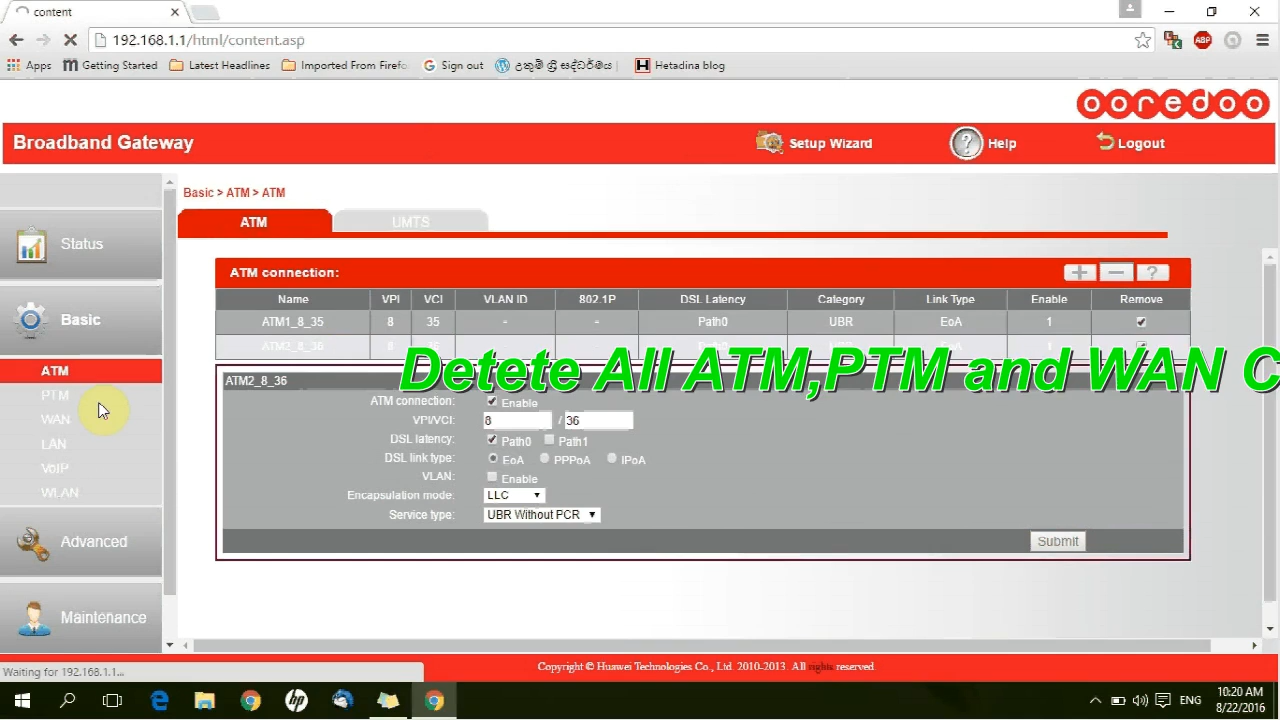 content
192.168.1.1/html/content.asp
Apps Getting Started Latest Headlines Imported From Firefo Sign out Hetadina blog
ooredoo
Broadband Gateway Setup Wizard Help Logout
Basic > ATM > ATM
ATM UMTS
Status
Basic
ATM
PTM
WAN
LAN
VoIP
WLAN
Advanced
Maintenance
ATM connection: + − ?
Name VPI VCI VLAN ID 802.1P DSL Latency Category Link Type Enable Remove
ATM1_8_35 8 35 - - Path0 UBR EoA 1
ATM2_8_36 8 36
Detete All ATM,PTM and WAN C
ATM2_8_36
ATM connection: Enable
VPI/VCI: 8 / 36
DSL latency: Path0 Path1
DSL link type: EoA PPPoA IPoA
VLAN: Enable
Encapsulation mode: LLC
Service type: UBR Without PCR
Submit
Waiting for 192.168.1.1...
Copyright © Huawei Technologies Co., Ltd. 2010-2013. All rights reserved.
ENG 10:20 AM
8/22/2016